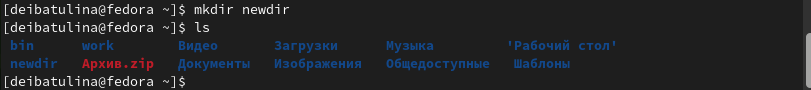 [deibatulina@fedora ~]$ mkdir newdir
[deibatulina@fedora ~]$ ls
bin work Видео Загрузки Музыка 'Рабочий стол'
newdir Архив.zip Документы Изображения Общедоступные Шаблоны
[deibatulina@fedora ~]$